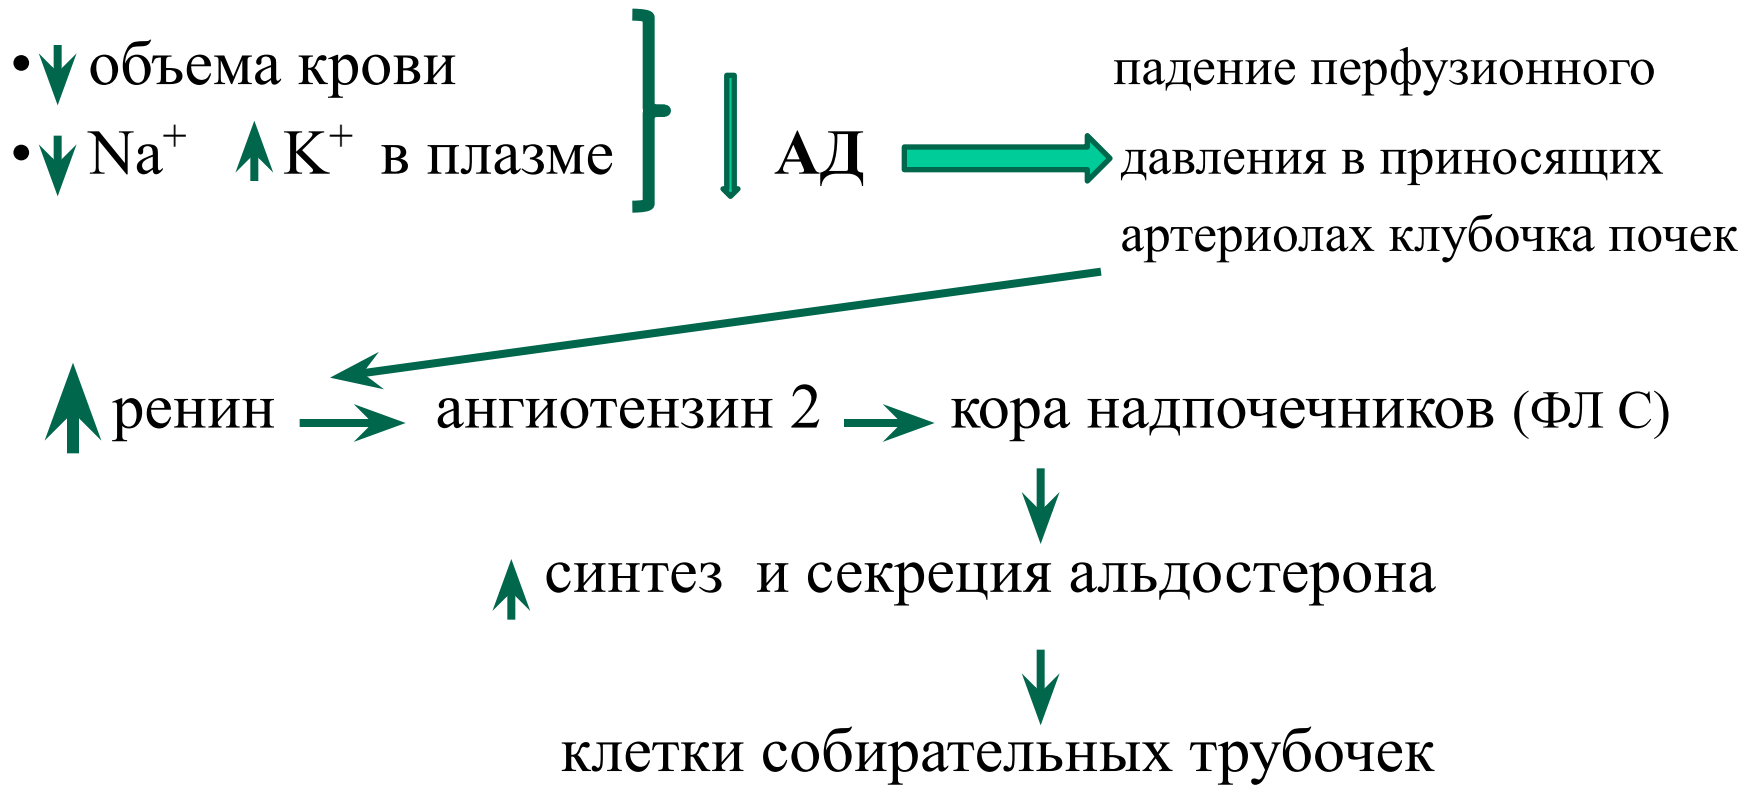 • объема крови
• Na⁺ K⁺ в плазме
АД
падение перфузионного
давления в приносящих
артериолах клубочка почек
ренин ангиотензин 2 кора надпочечников (ФЛ С)
синтез и секреция альдостерона
клетки собирательных трубочек